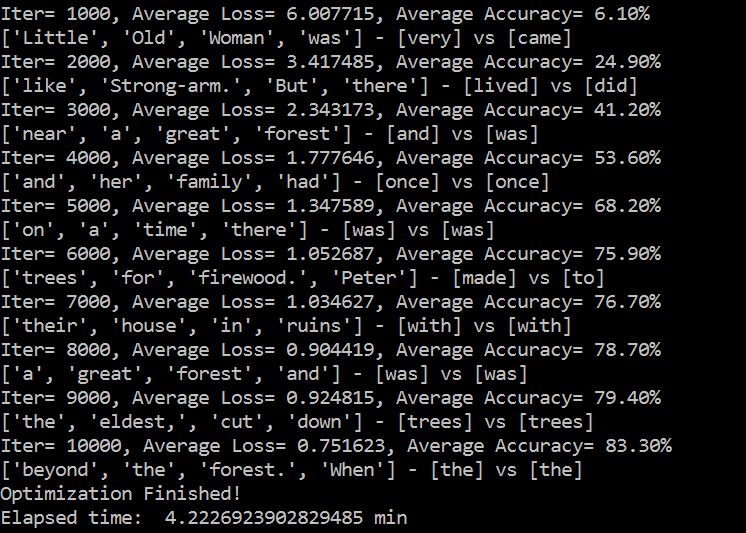 Iter= 1000, Average Loss= 6.007715, Average Accuracy= 6.10%
['Little', 'Old', 'Woman', 'was'] - [very] vs [came]
Iter= 2000, Average Loss= 3.417485, Average Accuracy= 24.90%
['like', 'Strong-arm.', 'But', 'there'] - [lived] vs [did]
Iter= 3000, Average Loss= 2.343173, Average Accuracy= 41.20%
['near', 'a', 'great', 'forest'] - [and] vs [was]
Iter= 4000, Average Loss= 1.777646, Average Accuracy= 53.60%
['and', 'her', 'family', 'had'] - [once] vs [once]
Iter= 5000, Average Loss= 1.347589, Average Accuracy= 68.20%
['on', 'a', 'time', 'there'] - [was] vs [was]
Iter= 6000, Average Loss= 1.052687, Average Accuracy= 75.90%
['trees', 'for', 'firewood.', 'Peter'] - [made] vs [to]
Iter= 7000, Average Loss= 1.034627, Average Accuracy= 76.70%
['their', 'house', 'in', 'ruins'] - [with] vs [with]
Iter= 8000, Average Loss= 0.904419, Average Accuracy= 78.70%
['a', 'great', 'forest', 'and'] - [was] vs [was]
Iter= 9000, Average Loss= 0.924815, Average Accuracy= 79.40%
['the', 'eldest,', 'cut', 'down'] - [trees] vs [trees]
Iter= 10000, Average Loss= 0.751623, Average Accuracy= 83.30%
['beyond', 'the', 'forest.', 'When'] - [the] vs [the]
Optimization Finished!
Elapsed time:  4.2226923902829485 min